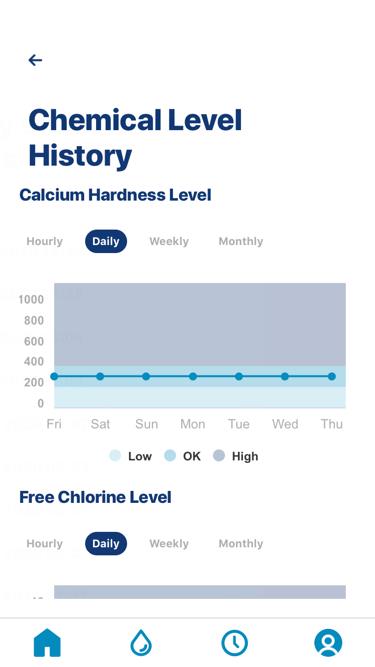 Chemical Level
History
Calcium Hardness Level
Hourly Daily Weekly Monthly
1000
800
600
400
200
0
Fri Sat Sun Mon Tue Wed Thu
Low OK High
Free Chlorine Level
Hourly Daily Weekly Monthly